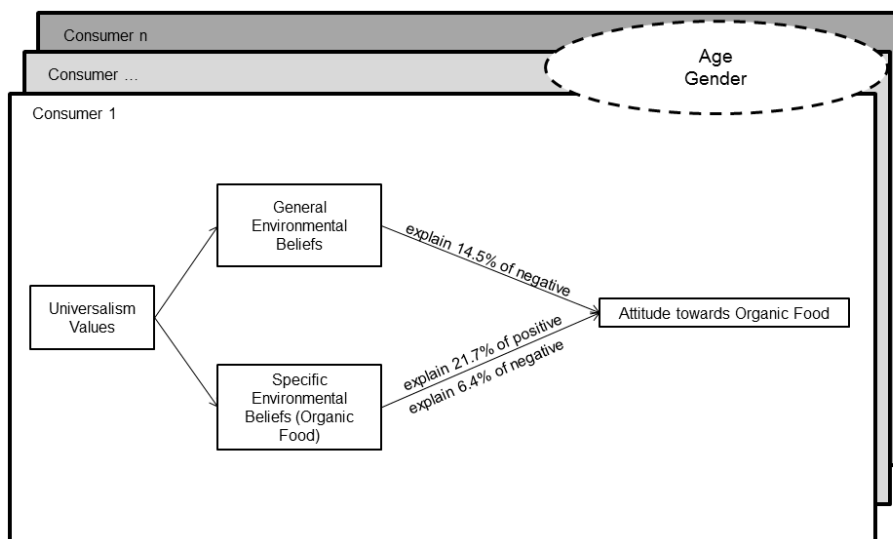 Consumer n
Age
Gender
Consumer ...
Consumer 1
General
Environmental
Beliefs
explain 14.5% of negative
Universalism
Values
Attitude towards Organic Food
explain 21.7% of positive
explain 6.4% of negative
Specific
Environmental
Beliefs (Organic
Food)